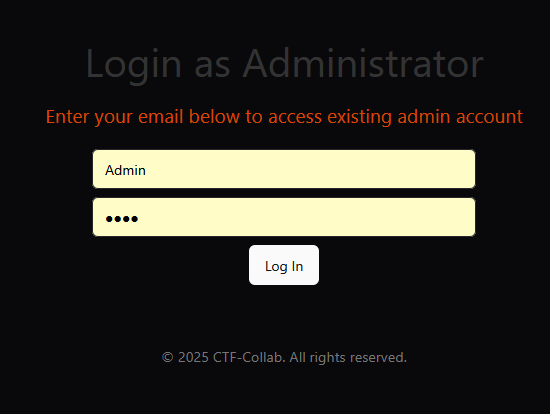 Login as Administrator
Enter your email below to access existing admin account
Admin
••••
Log In
© 2025 CTF-Collab. All rights reserved.